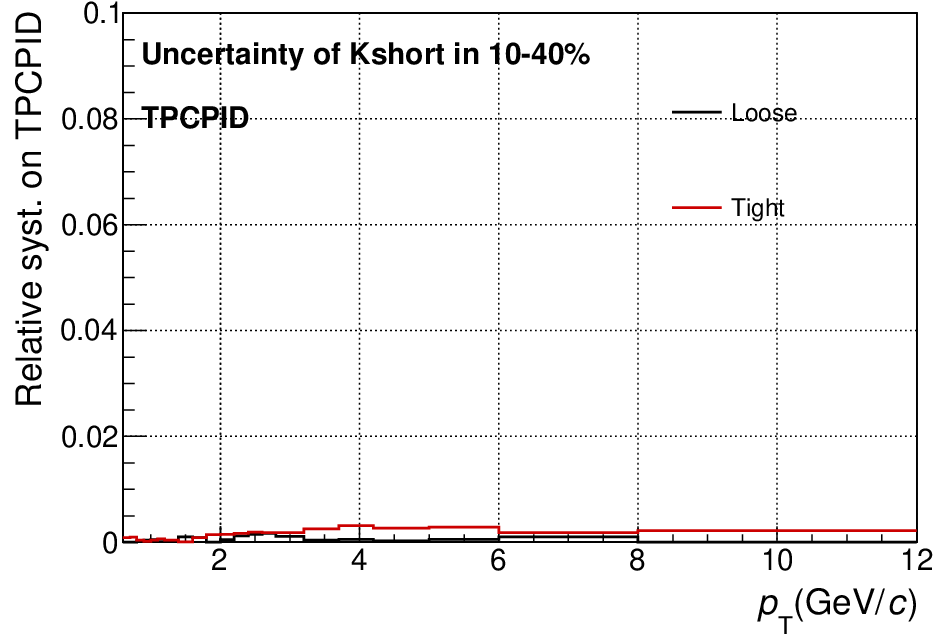 Relative syst. on TPCPID
0.1
0.08
0.06
0.04
0.02
0
Uncertainty of Kshort in 10-40%
TPCPID
Loose
Tight
2 4 6 8 10 12
p_T(GeV/c)